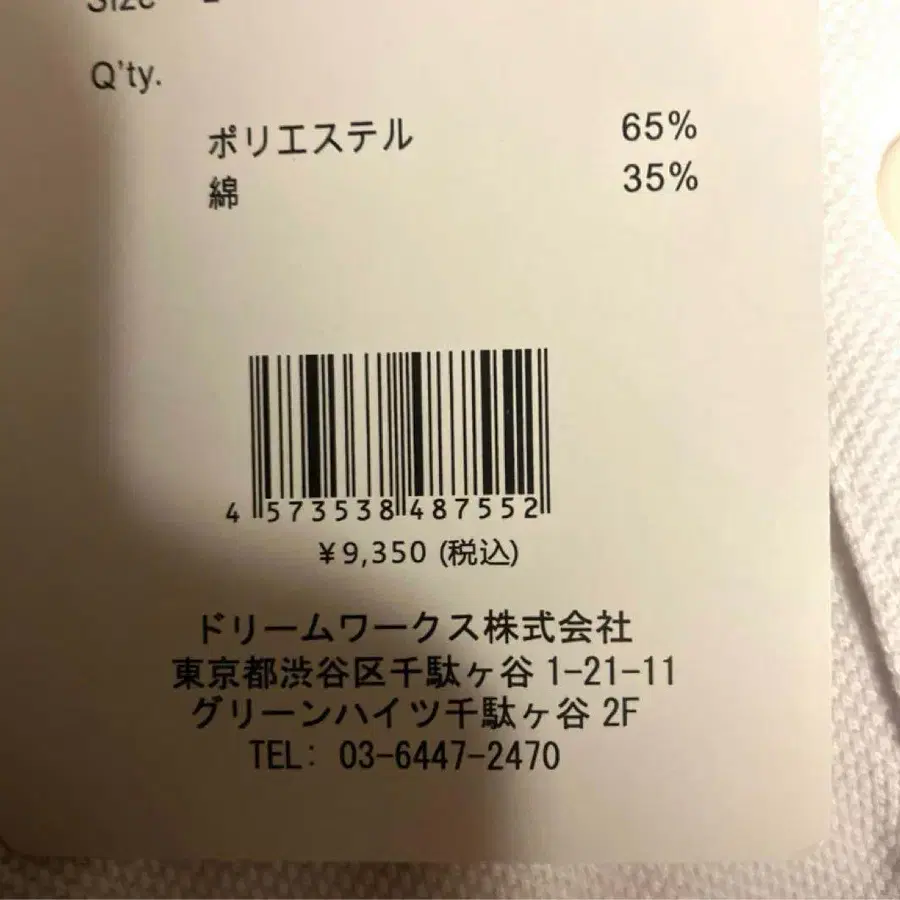 Size
Q'ty.
ポリエステル 65%
綿 35%
4 573538 487552
¥9,350 (税込)
ドリームワークス株式会社
東京都渋谷区千駄ヶ谷 1-21-11
グリーンハイツ千駄ヶ谷 2F
TEL: 03-6447-2470